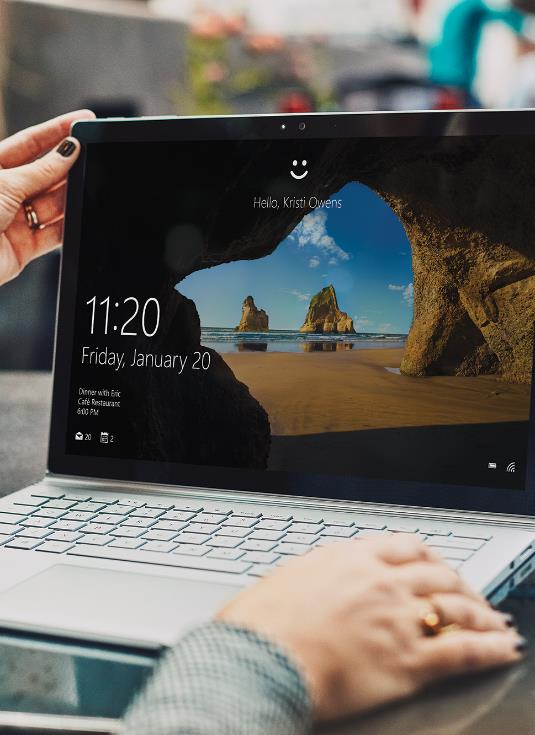 Hello, Kristi Owens
11:20
Friday, January 20
Dinner with Eric
Café Restaurant
6:00 PM
20 2